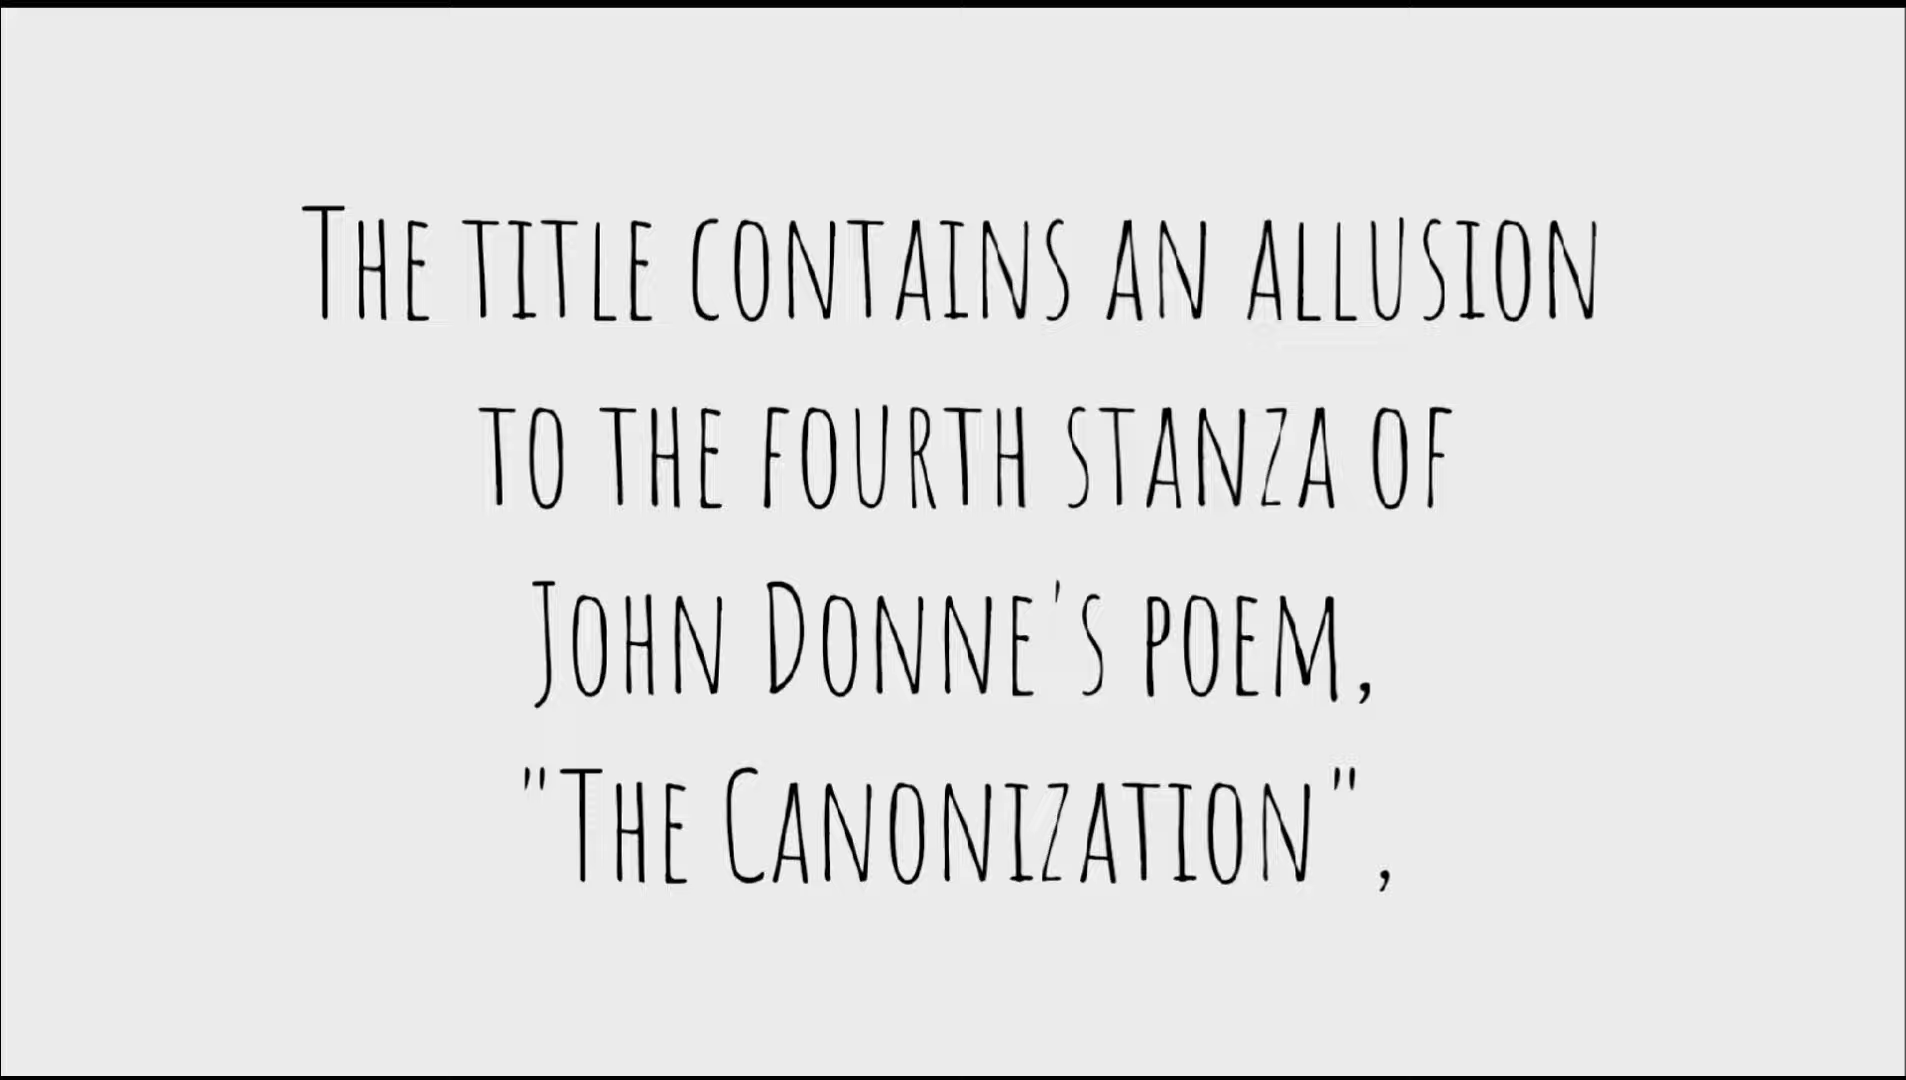 The title contains an allusion
to the fourth stanza of
John Donne's poem,
"The Canonization" ,